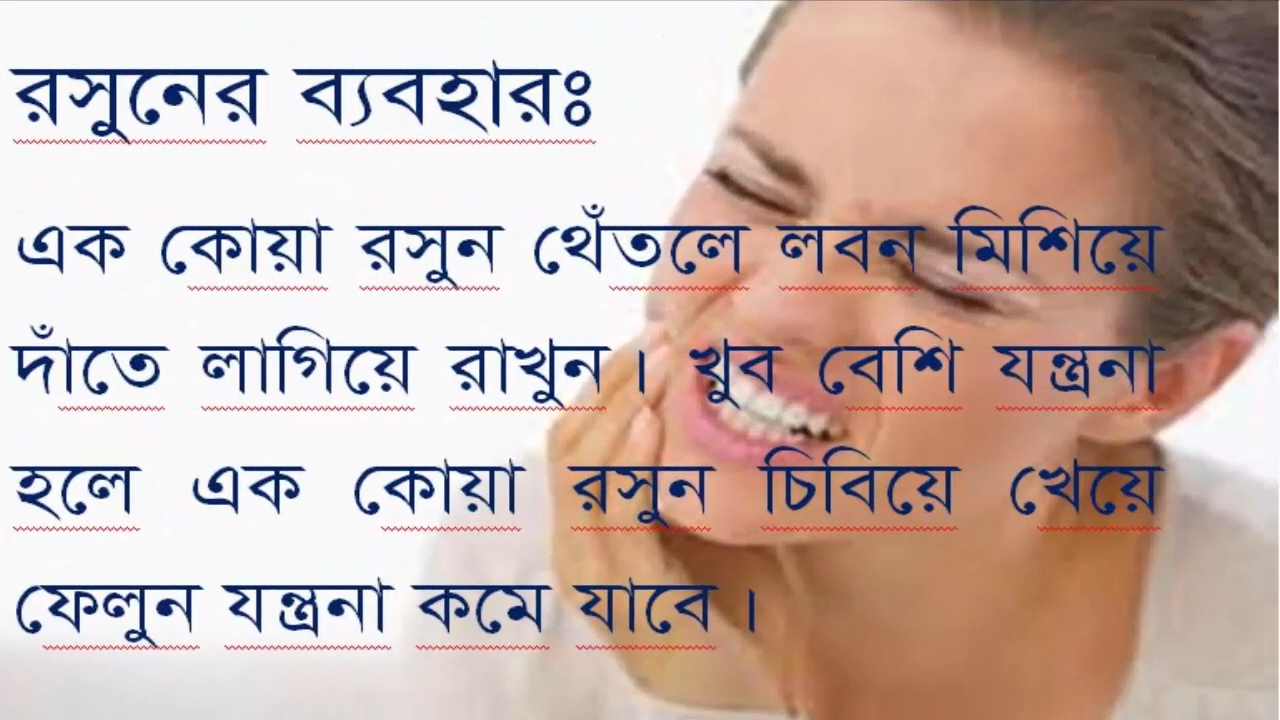 রসুনের ব্যবহারঃ
এক কোয়া রসুন থেঁতলে লবন মিশিয়ে
দাঁতে লাগিয়ে রাখুন। খুব বেশি যন্ত্রনা
হলে এক কোয়া রসুন চিবিয়ে খেয়ে
ফেলুন যন্ত্রনা কমে যাবে।